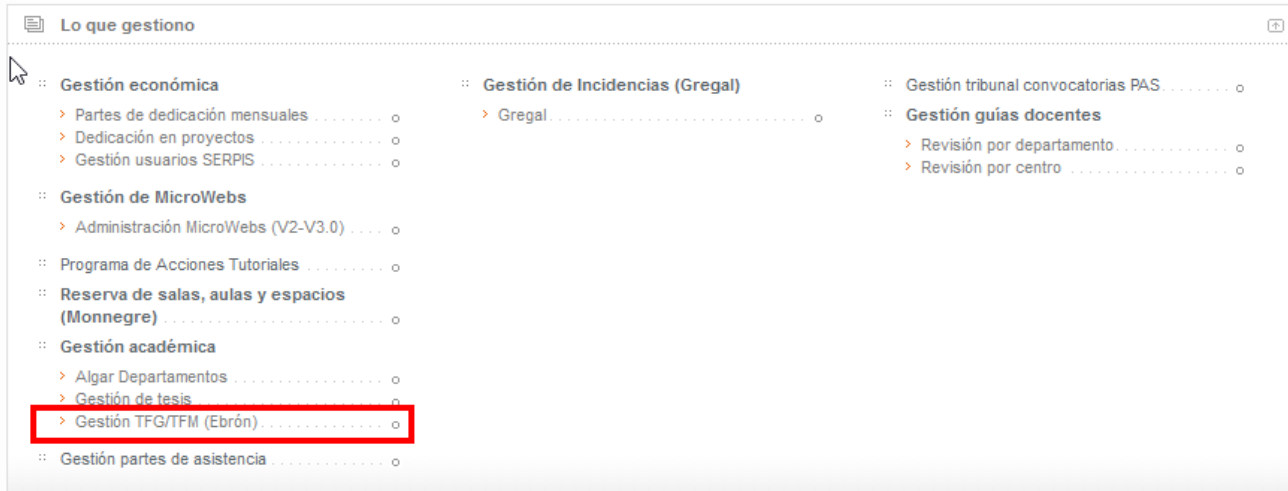 Lo que gestiono
Gestión económica
Partes de dedicación mensuales
Dedicación en proyectos
Gestión usuarios SERPIS
Gestión de MicroWebs
Administración MicroWebs (V2-V3.0)
Programa de Acciones Tutoriales
Reserva de salas, aulas y espacios
(Monnegre)
Gestión académica
Algar Departamentos
Gestión de tesis
Gestión TFG/TFM (Ebrón)
Gestión partes de asistencia
Gestión de Incidencias (Gregal)
Gregal
Gestión tribunal convocatorias PAS
Gestión guías docentes
Revisión por departamento
Revisión por centro